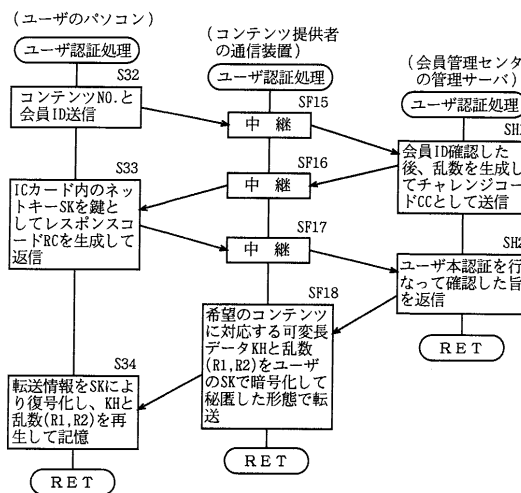 (ユーザのパソコン)
ユーザ認証処理
S32
コンテンツNO.と
会員ID送信
S33
ICカード内のネッ
トキーSKを鍵と
してレスポンスコ
ードRCを生成して
返信
S34
転送情報をSKによ
り復号化し、KHと
乱数(R1,R2)を再
生して記憶
RET
(コンテンツ提供者
の通信装置)
ユーザ認証処理
SF15
中 継
SF16
中 継
SF17
中 継
SF18
希望のコンテンツ
に対応する可変長
データKHと乱数
(R1,R2)をユーザ
のSKで暗号化して
秘匿した形態で転
送
RET
(会員管理センタ
の管理サーバ)
ユーザ認証処理
SH1
会員ID確認した
後、乱数を生成し
てチャレンジコー
ドCCとして送信
SH2
ユーザ本認証を行
なって確認した旨
を返信
RET